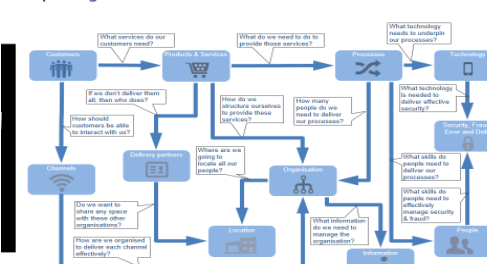 What services do our
customers need?
What do we need to do to
provide those services?
What technology
needs to underpin
our processes?
Customers
Products & Services
Processes
Technology
If we don't deliver them
all, then who does?
How do we
structure ourselves
to provide these
services?
How many
people do we
need to deliver
our processes?
What technology
is needed to
deliver effective
security?
How should
customers be able
to interact with us?
Security, Fraud
Error and
Where are we
going to
locate all our
people?
What skills do
people need to
deliver our
processes?
Channels
Delivery partners
Organisation
What skills do
people need to
effectively
manage security
& fraud?
Do we want to
share any space
with these other
organisations?
What information
do we need to
manage the
organisation?
Location
People
How are we organised
to deliver each channel
effectively?
Information